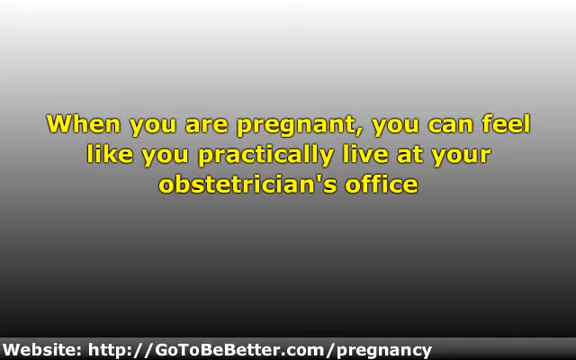 When you are pregnant, you can feel
like you practically live at your
obstetrician's office
Website: http://GoToBeBetter.com/pregnancy